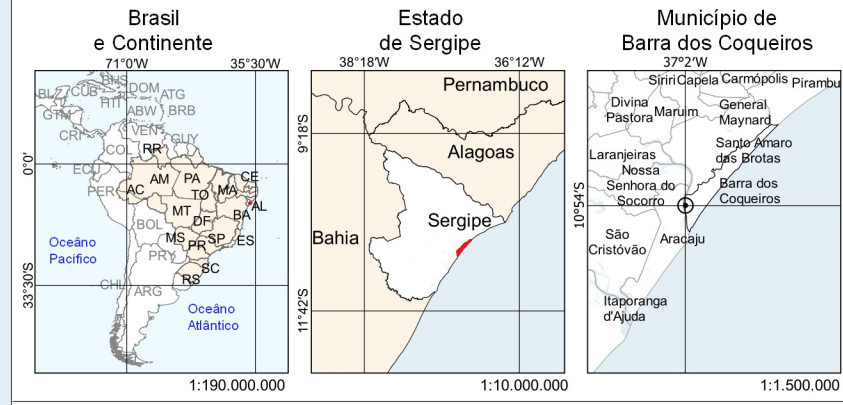 Brasil
e Continente
71°0'W
35°30'W
0°0'
33°30'S
BHS
BLZ
CUB
DOM
ATG
HTI
GTM
ABW
BRB
CRI
VEN
GUY
COL
RR
ECU
AM
PA
CE
PER
AC
TO
MA
AL
MT
BA
BOL
DF
MS
SP
ES
PR
PRY
SC
CHL
RS
ARG
Oceâno
Pacífico
Oceâno
Atlântico
1:190.000.000
Estado
de Sergipe
38°18'W
36°12'W
9°18'S
11°42'S
Pernambuco
Alagoas
Sergipe
Bahia
1:10.000.000
Município de
Barra dos Coqueiros
37°21'W
10°54'S
Siriri
Capela
Carmópolis
Pirambu
Divina
Pastora
Maruim
General
Maynard
Santo Amaro
das Brotas
Laranjeiras
Nossa
Senhora do
Socorro
Barra dos
Coqueiros
São
Cristóvão
Aracaju
Itaporanga
d'Ajuda
1:1.500.000